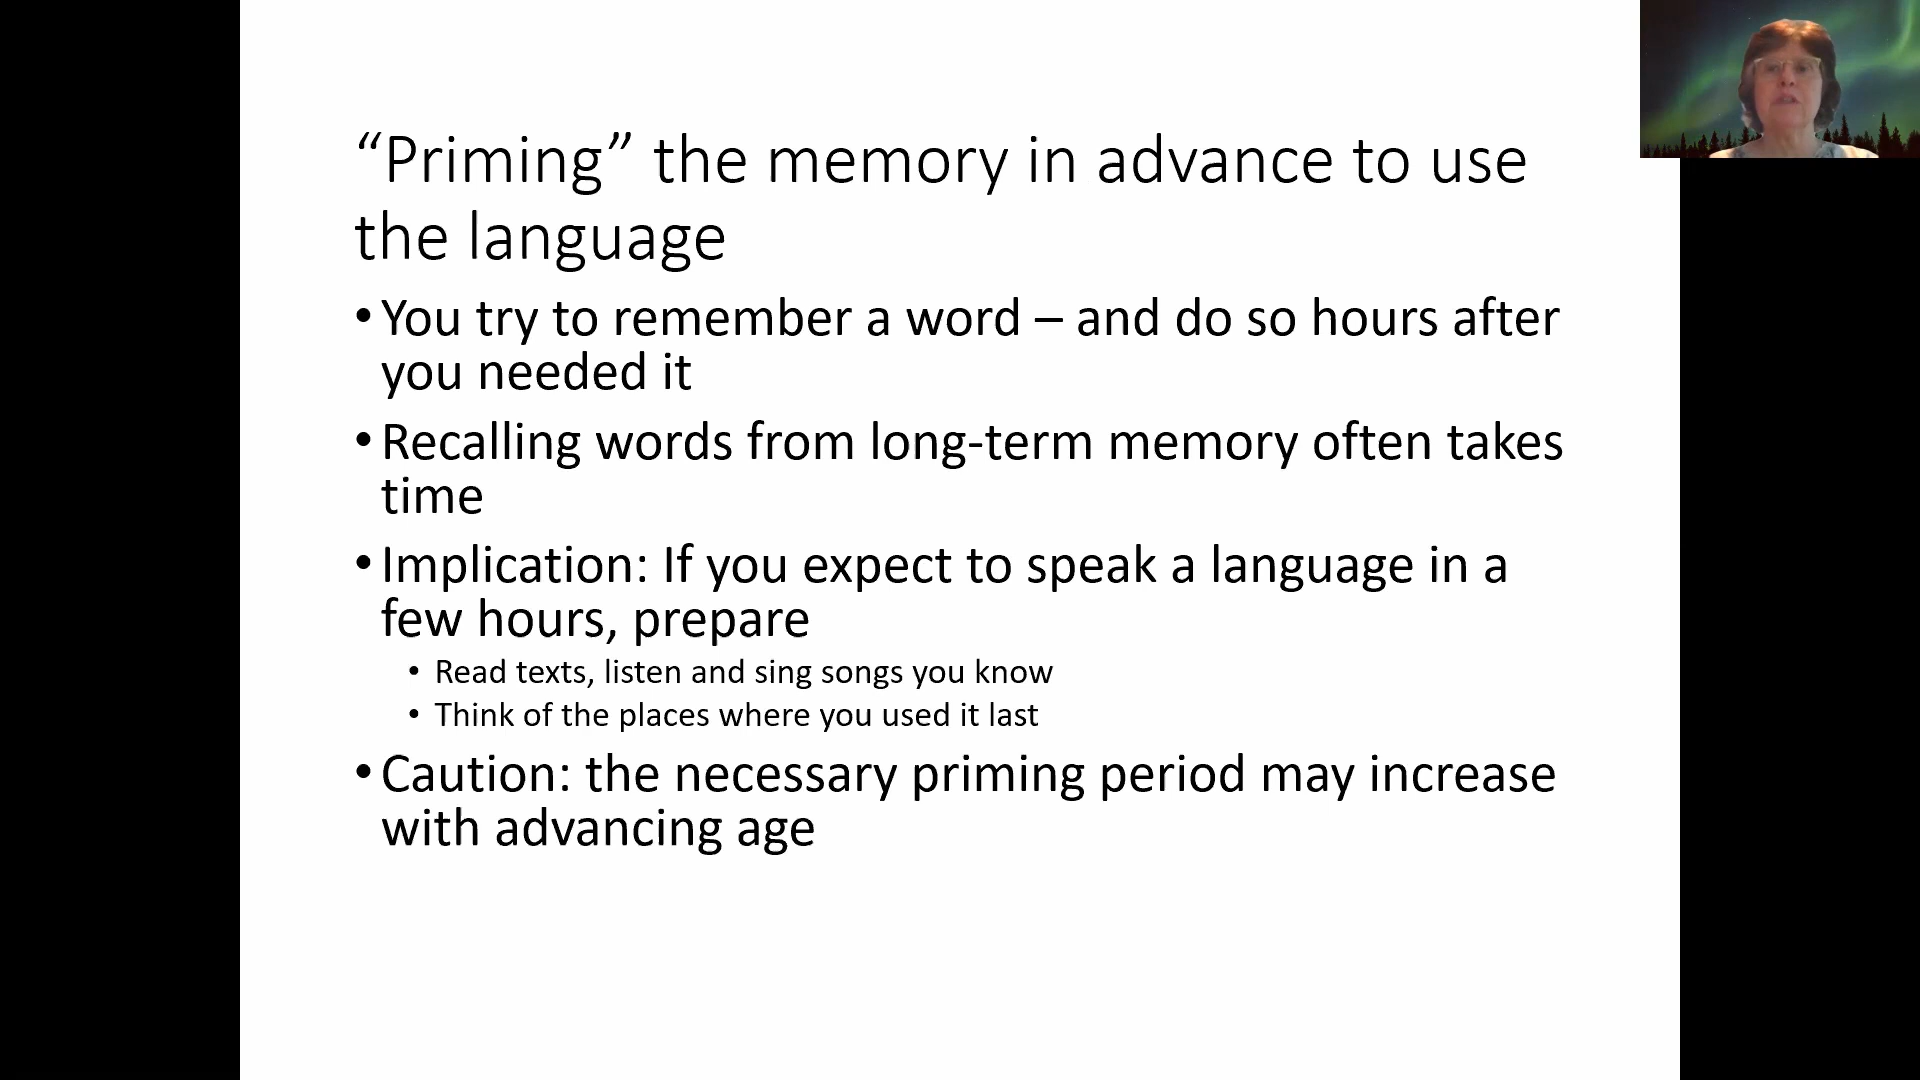 “Priming” the memory in advance to use
the language
• You try to remember a word – and do so hours after
you needed it
• Recalling words from long-term memory often takes
time
• Implication: If you expect to speak a language in a
few hours, prepare
• Read texts, listen and sing songs you know
• Think of the places where you used it last
• Caution: the necessary priming period may increase
with advancing age